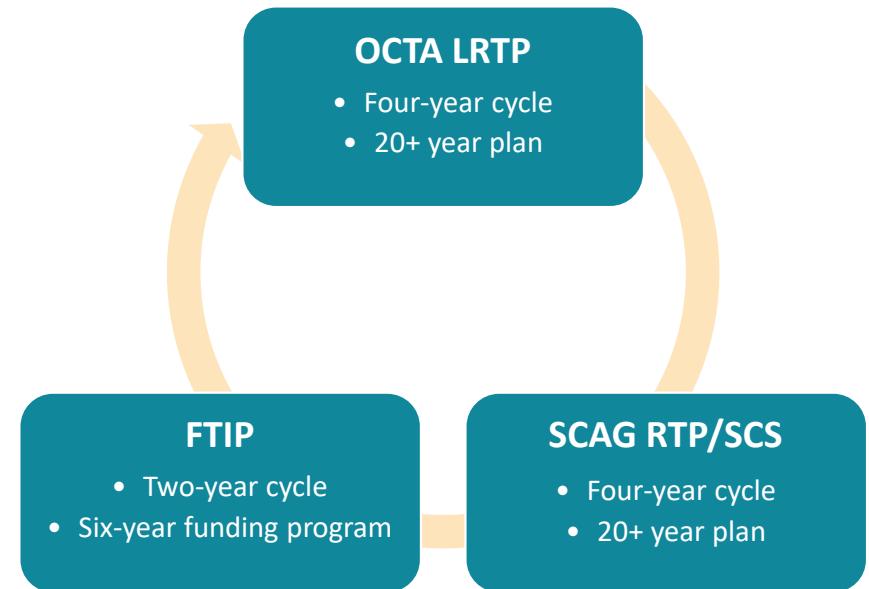 OCTA LRTP
• Four-year cycle
• 20+ year plan
FTIP
• Two-year cycle
• Six-year funding program
SCAG RTP/SCS
• Four-year cycle
• 20+ year plan